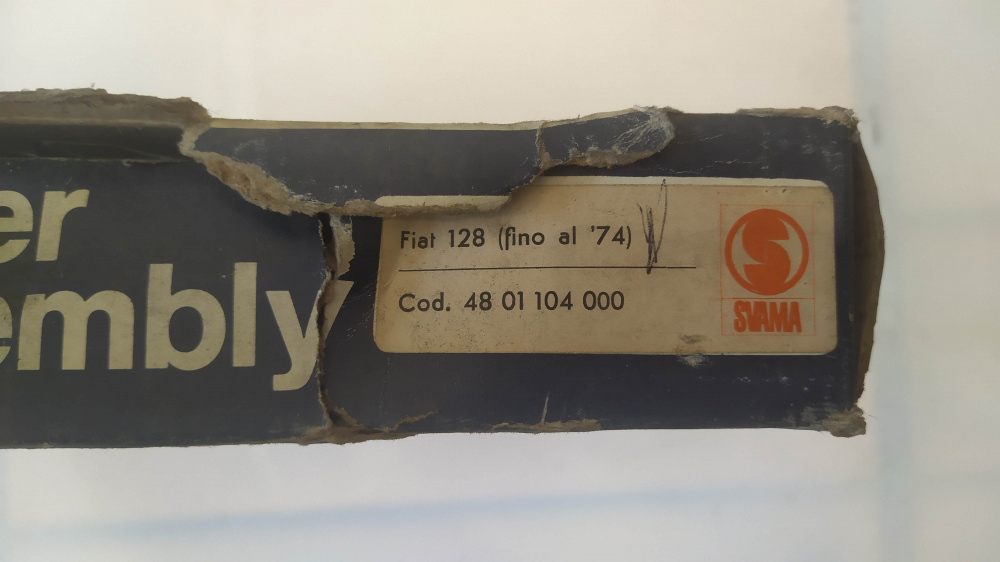 er
embly
Fiat 128 (fino al '74)
Cod. 48 01 104 000
SVAMA